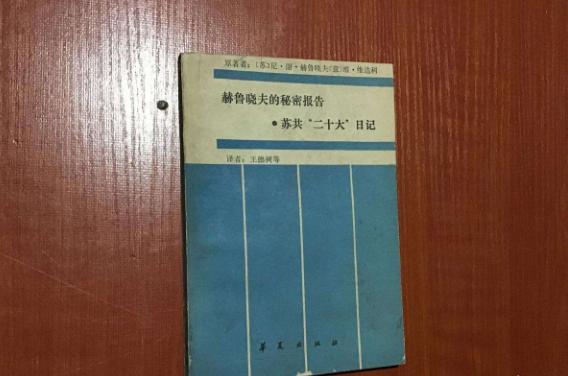 原著者：〔苏〕尼·谢·赫鲁晓夫〔意〕维·维达利
赫鲁晓夫的秘密报告
•苏共“二十大”日记
译者：王德树等
华夏出版社